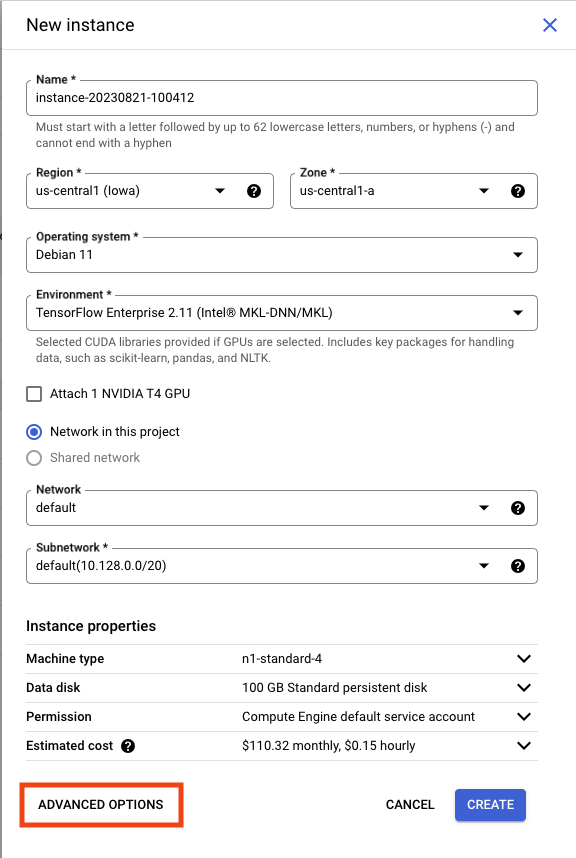 New instance
Name *
instance-20230821-100412
Must start with a letter followed by up to 62 lowercase letters, numbers, or hyphens (-) and
cannot end with a hyphen
Region *
us-central1 (Iowa)
Zone *
us-central1-a
Operating system *
Debian 11
Environment *
TensorFlow Enterprise 2.11 (Intel® MKL-DNN/MKL)
Selected CUDA libraries provided if GPUs are selected. Includes key packages for handling
data, such as scikit-learn, pandas, and NLTK.
Attach 1 NVIDIA T4 GPU
Network in this project
Shared network
Network
default
Subnetwork *
default(10.128.0.0/20)
Instance properties
Machine type n1-standard-4
Data disk 100 GB Standard persistent disk
Permission Compute Engine default service account
Estimated cost $110.32 monthly, $0.15 hourly
ADVANCED OPTIONS CANCEL CREATE